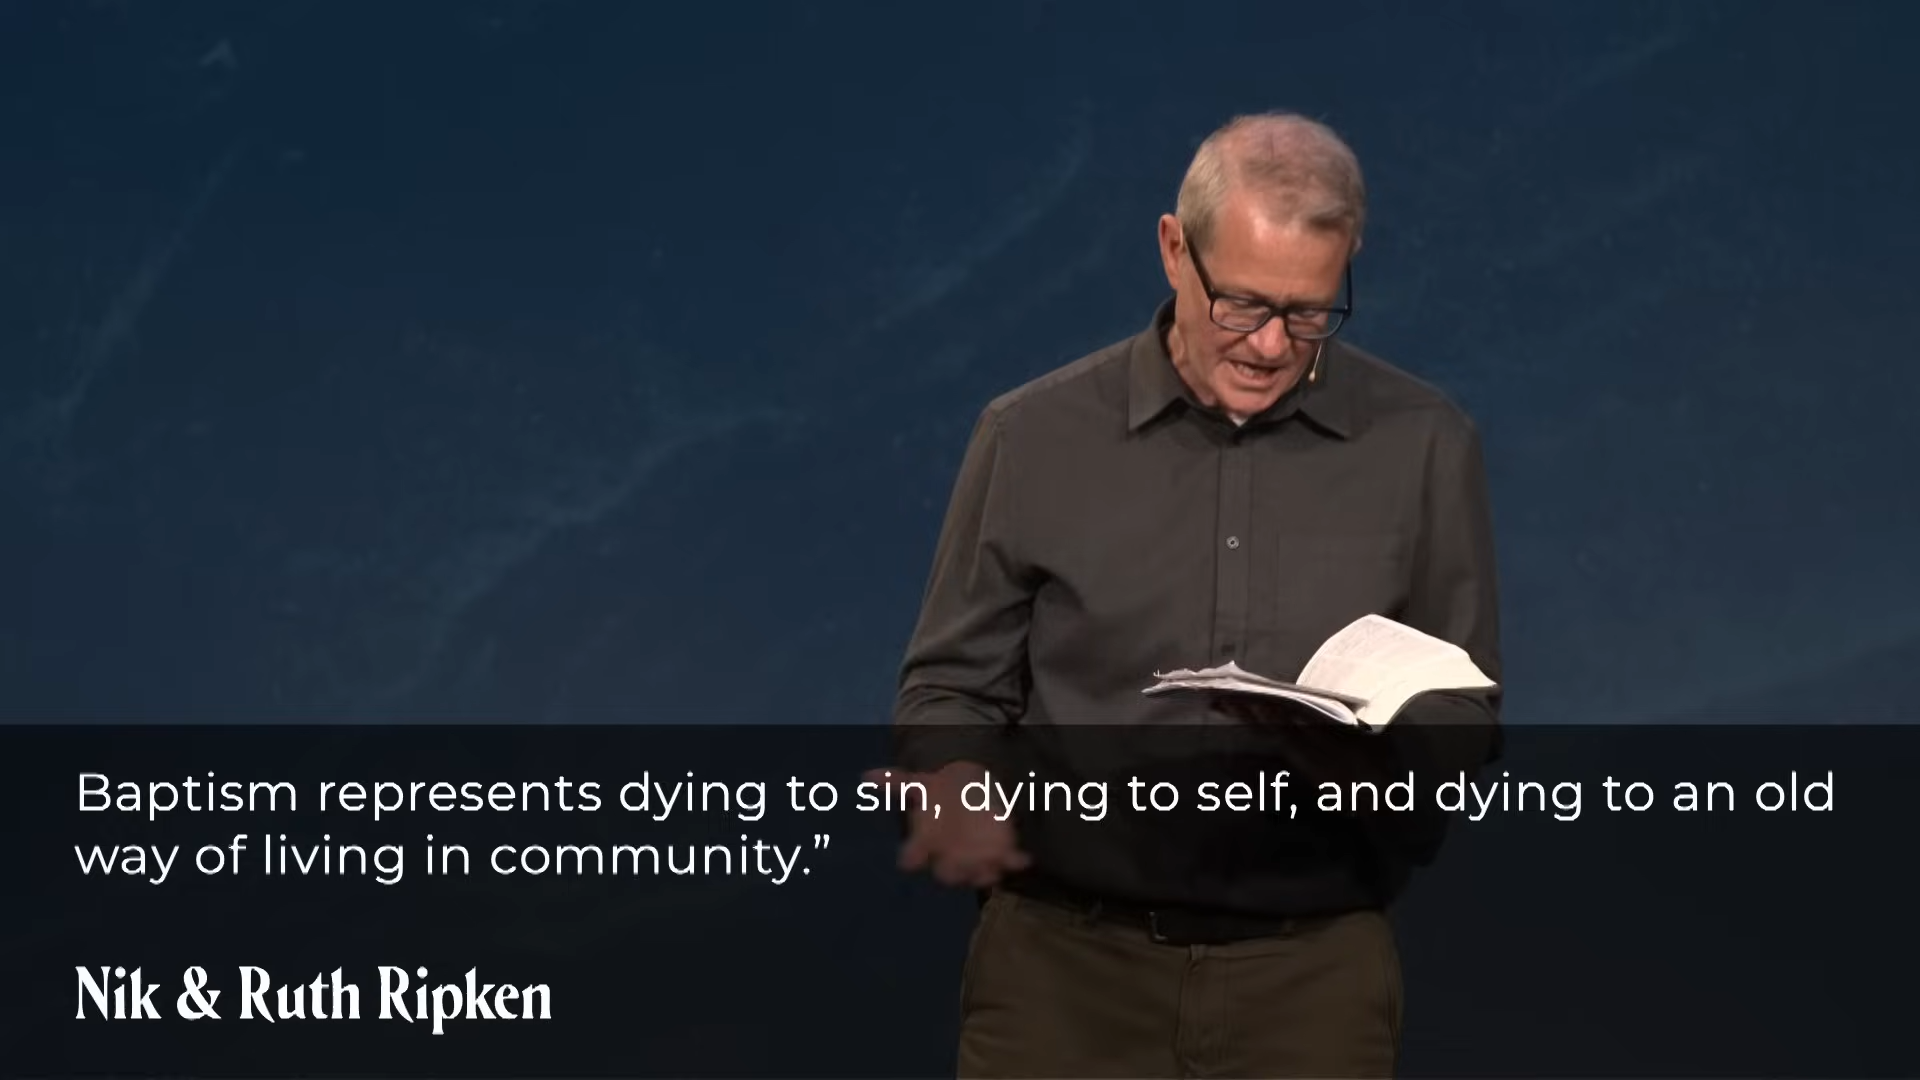 Baptism represents dying to sin, dying to self, and dying to an old
way of living in community.”
Nik & Ruth Ripken